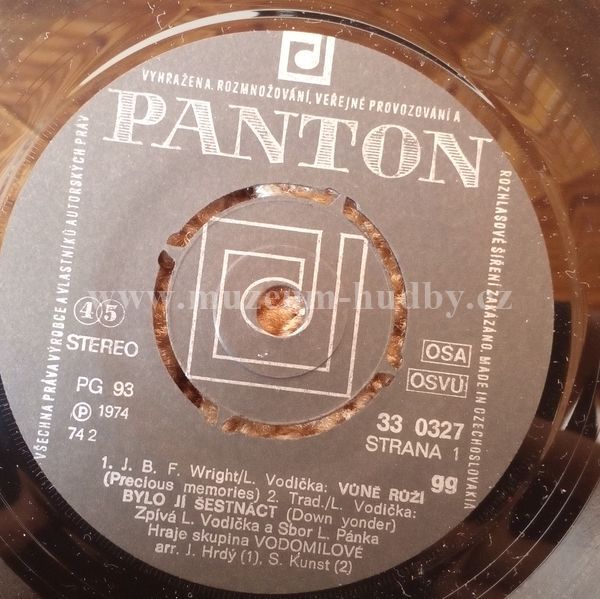 VŠECHNA PRÁVA VÝROBCE A VLASTNÍKŮ AUTORSKÝCH PRÁV VYHRAŽENA. ROZMNOŽOVÁNÍ, VEŘEJNÉ PROVOZOVÁNÍ A ROZHLASOVÉ ŠÍŘENÍ ZAKÁZÁNO. MADE IN CZECHOSLOVAKIA
PANTON
www.muzeum-hudby.cz
45
STEREO
PG 93
Ⓟ 1974
74 2
OSA
OSVU
33 0327
STRANA 1
gg
1. J. B. F. Wright/L. Vodička: VŮNĚ RŮŽÍ
(Precious memories) 2. Trad./L. Vodička:
BYLO JÍ ŠESTNÁCT (Down yonder)
Zpívá L. Vodička a Sbor L. Pánka
Hraje skupina VODOMILOVÉ
arr. J. Hrdý (1), S. Kunst (2)